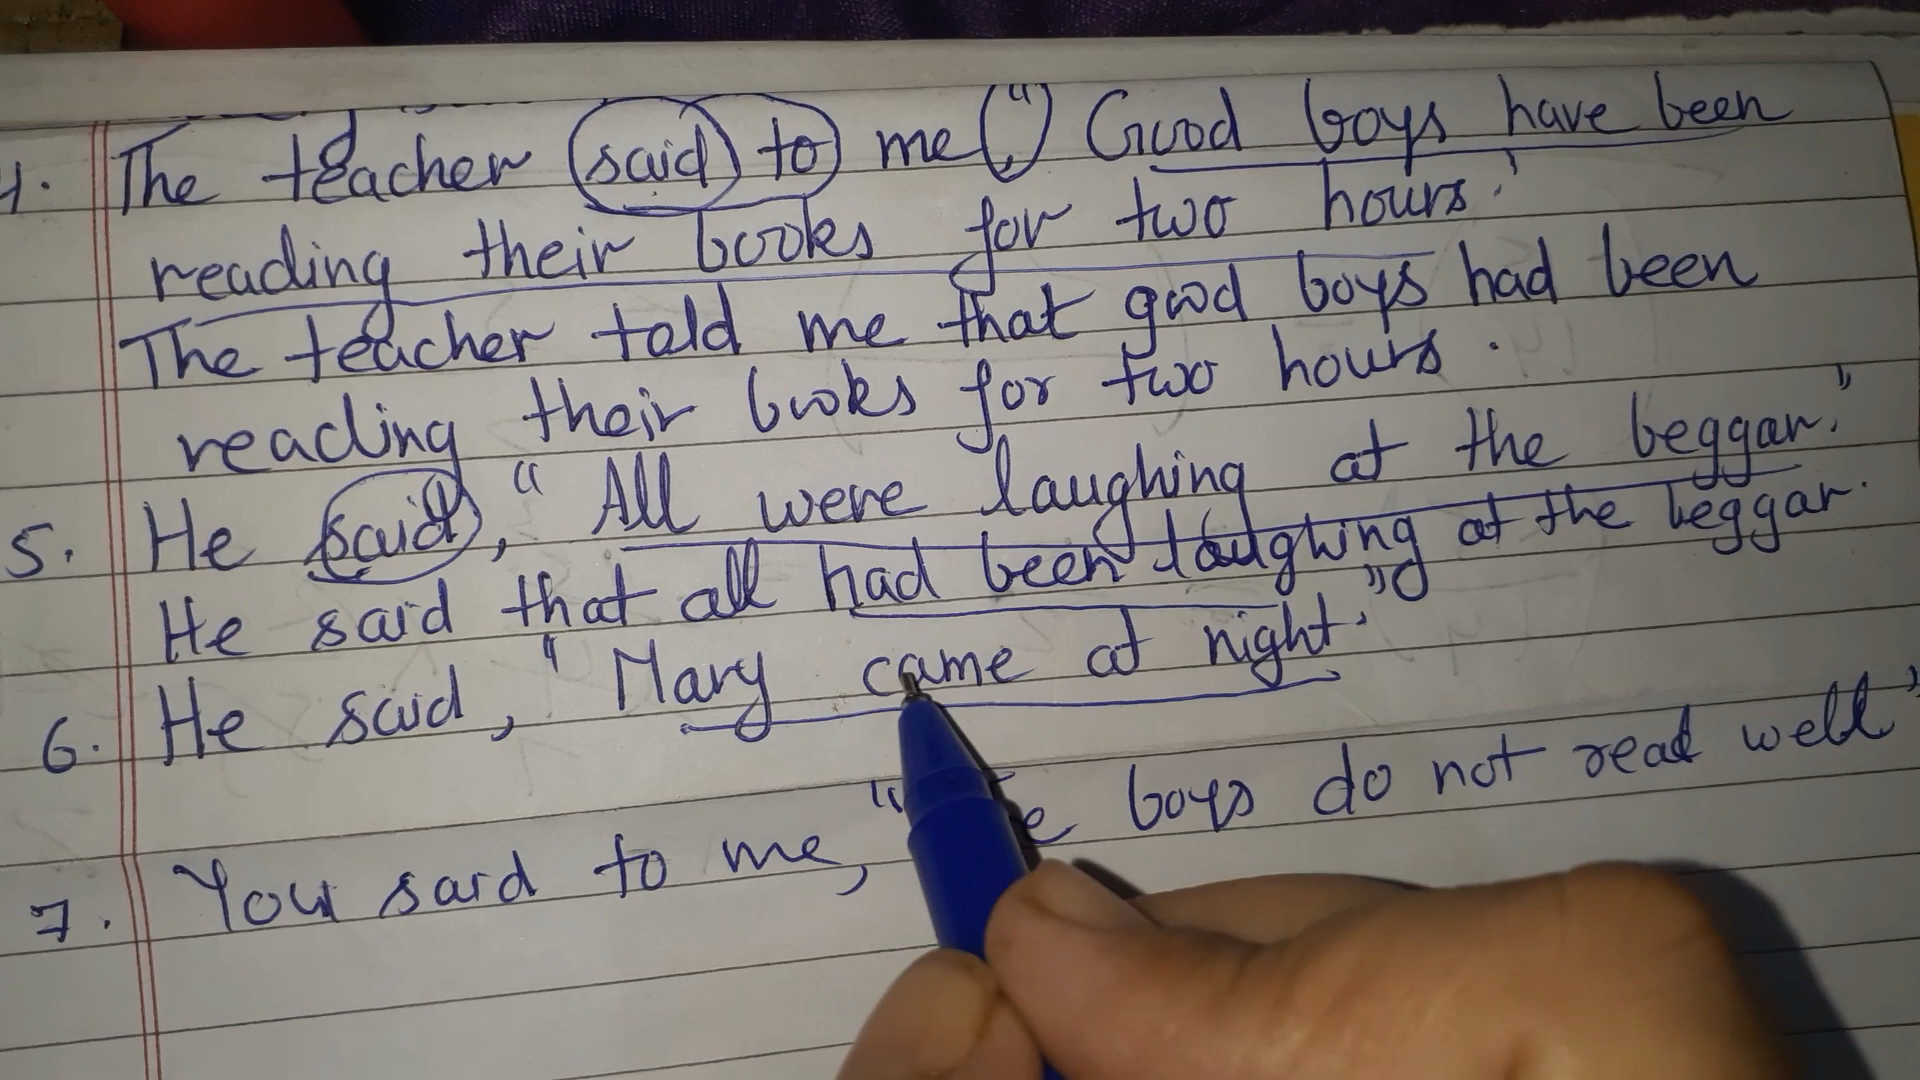 4. The teacher said to me, "Good boys have been
reading their books for two hours."
The teacher told me that good boys had been
reading their books for two hours.
5. He said, "All were laughing at the beggar."
He said that all had been laughing at the beggar.
6. He said, "Mary came at night."
7. You said to me, " boys do not read well"